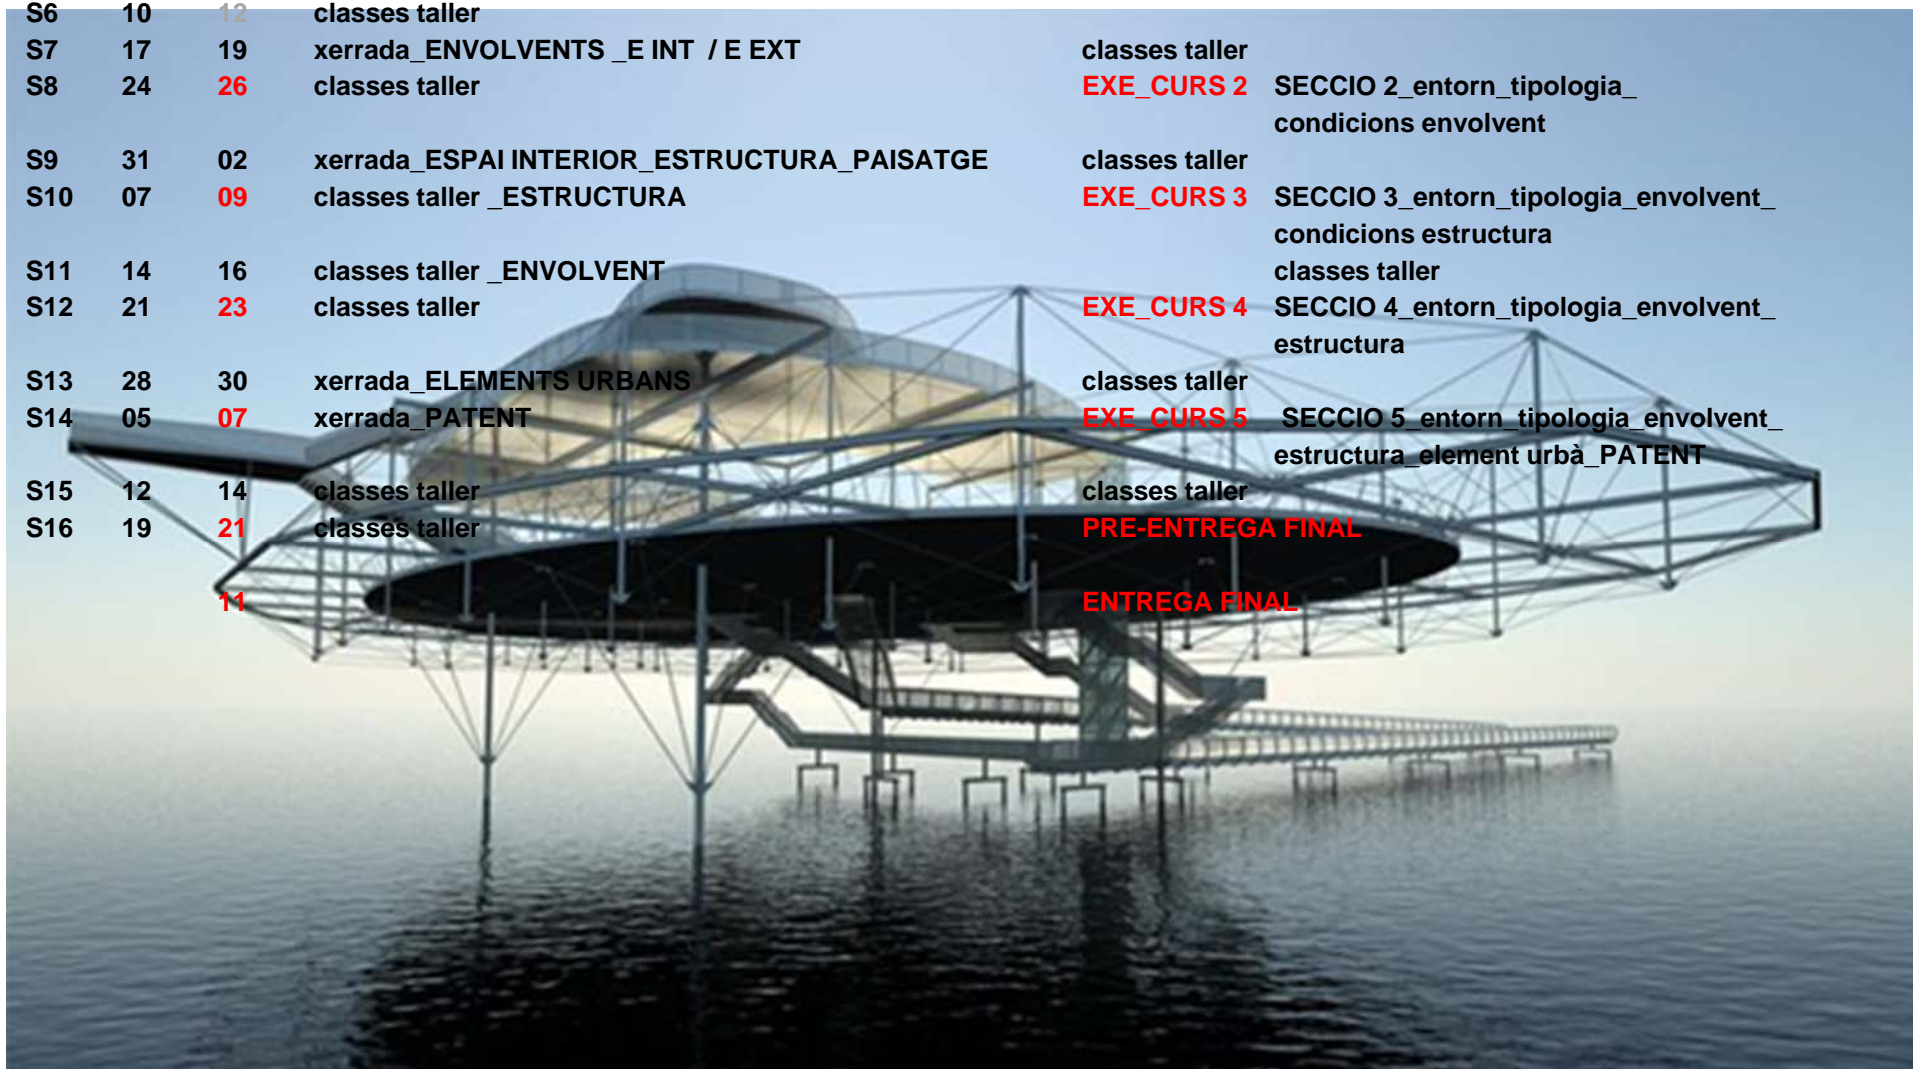 S6 10 12 classes taller
S7 17 19 xerrada_ENVOLVENTS _E INT / E EXT classes taller
S8 24 26 classes taller EXE_CURS 2 SECCIO 2_entorn_tipologia_
condicions envolvent
S9 31 02 xerrada_ESPAI INTERIOR_ESTRUCTURA_PAISATGE classes taller
S10 07 09 classes taller _ESTRUCTURA EXE_CURS 3 SECCIO 3_entorn_tipologia_envolvent_
condicions estructura
S11 14 16 classes taller _ENVOLVENT classes taller
S12 21 23 classes taller EXE_CURS 4 SECCIO 4_entorn_tipologia_envolvent_
estructura
S13 28 30 xerrada_ELEMENTS URBANS classes taller
S14 05 07 xerrada_PATENT EXE_CURS 5 SECCIO 5_entorn_tipologia_envolvent_
estructura_element urbà_PATENT
S15 12 14 classes taller classes taller
S16 19 21 classes taller PRE-ENTREGA FINAL
11 ENTREGA FINAL